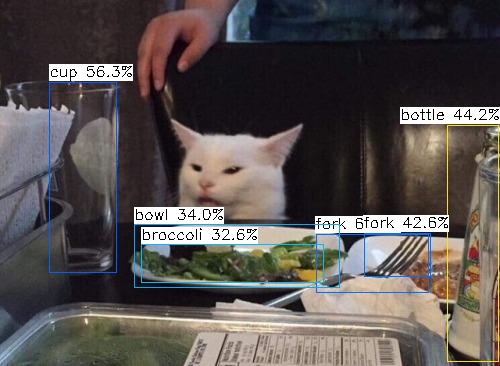 cup 56.3%
bottle 44.2%
bowl 34.0%
fork 6fork 42.6%
broccoli 32.6%